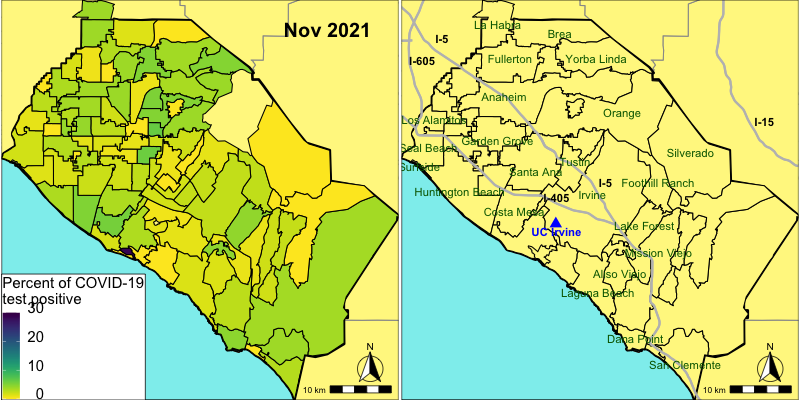 Nov 2021
Percent of COVID-19
test positive
30
20
10
0
N
10 km
La Habra
Brea
I-5
I-605
Fullerton
Yorba Linda
Anaheim
Orange
Los Alamitos
I-15
Garden Grove
Seal Beach
Silverado
Tustin
Sunside
Santa Ana
I-5
Foothill Ranch
Huntington Beach
Irvine
I-405
Costa Mesa
Lake Forest
UC Irvine
Mission Viejo
Aliso Viejo
Laguna Beach
Dana Point
N
San Clemente
10 km